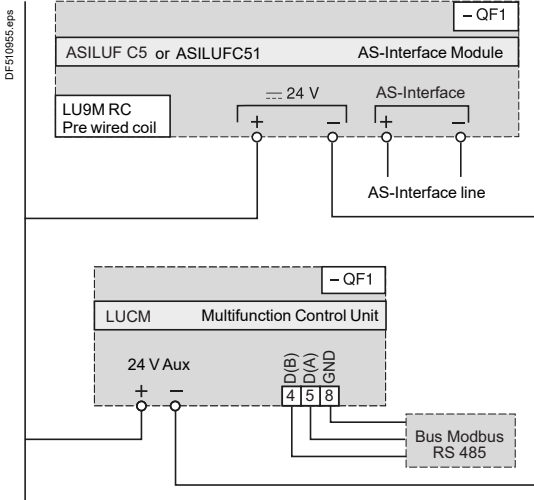 DF510955.eps
– QF1
ASILUF C5 or ASILUFC51 AS-Interface Module
24 V AS-Interface
LU9M RC
Pre wired coil
+ – + –
AS-Interface line
– QF1
LUCM Multifunction Control Unit
24 V Aux
+ –
D(B) D(A) GND
4 5 8
Bus Modbus
RS 485